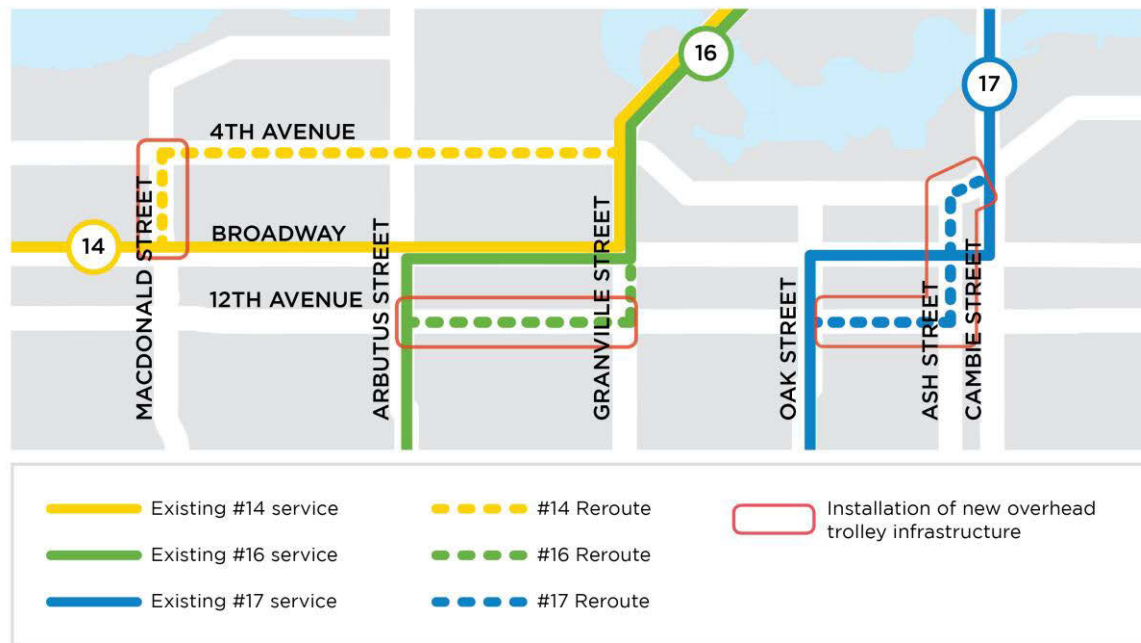 16
17
4TH AVENUE
14
BROADWAY
12TH AVENUE
MACDONALD STREET
ARBUTUS STREET
GRANVILLE STREET
OAK STREET
ASH STREET
CAMBIE STREET
Existing #14 service
#14 Reroute
Installation of new overhead
trolley infrastructure
Existing #16 service
#16 Reroute
Existing #17 service
#17 Reroute